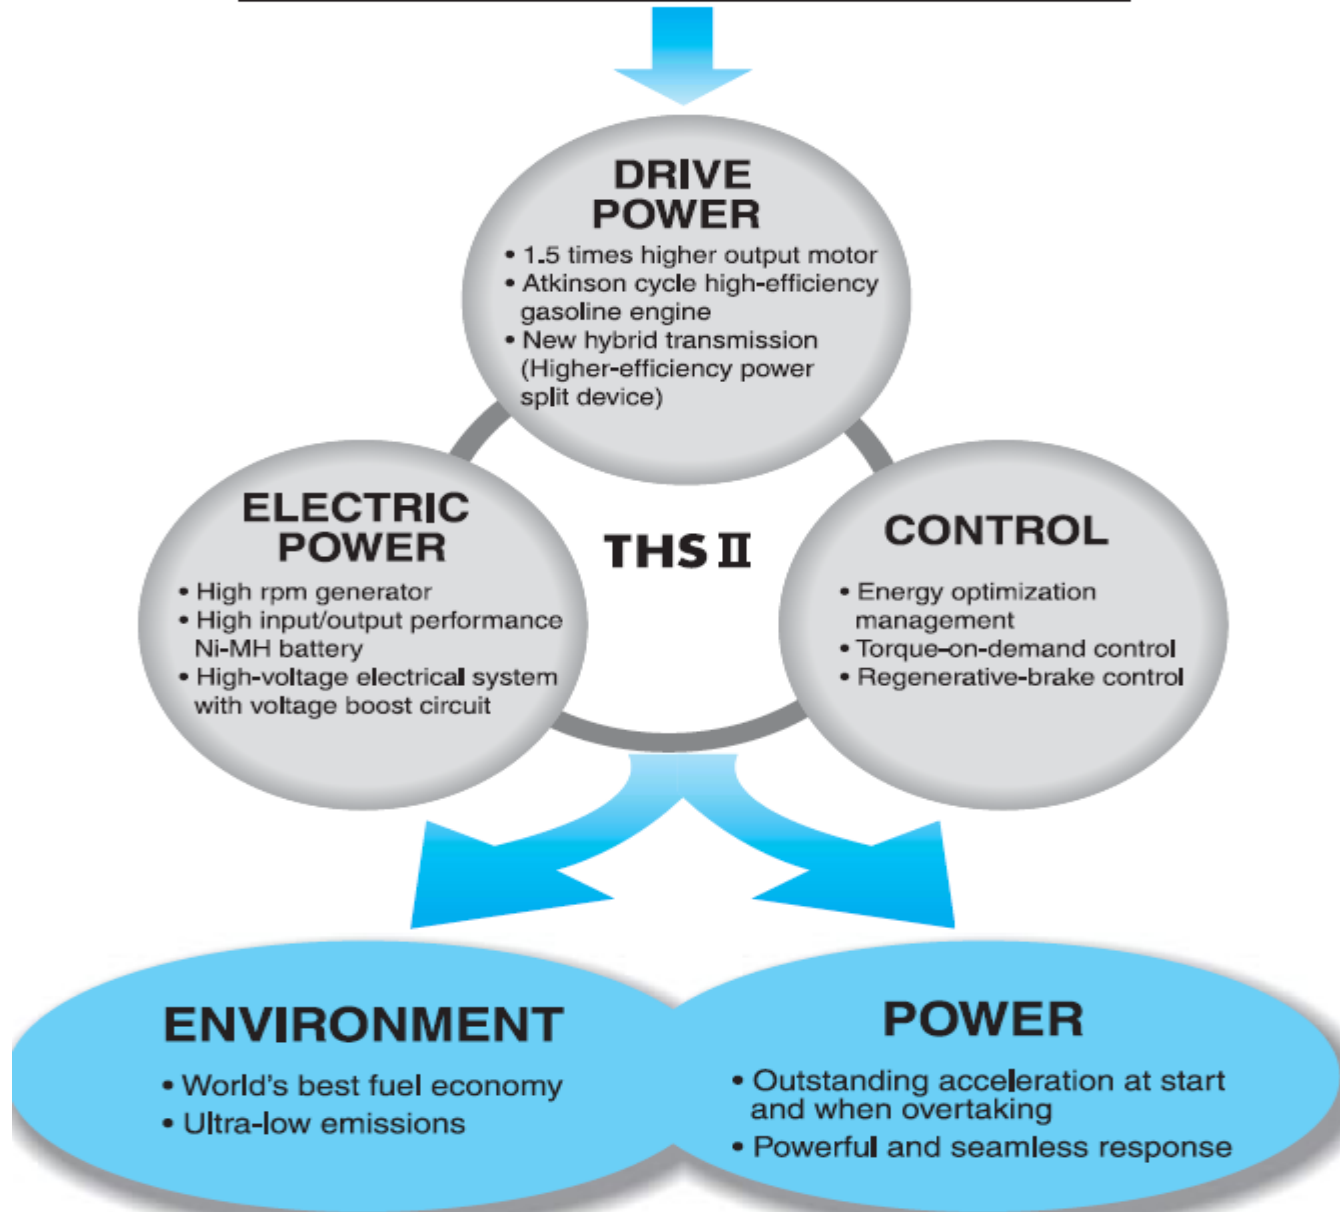 DRIVE
POWER
• 1.5 times higher output motor
• Atkinson cycle high-efficiency
gasoline engine
• New hybrid transmission
(Higher-efficiency power
split device)
ELECTRIC
POWER
• High rpm generator
• High input/output performance
Ni-MH battery
• High-voltage electrical system
with voltage boost circuit
THS II
CONTROL
• Energy optimization
management
• Torque-on-demand control
• Regenerative-brake control
ENVIRONMENT
• World's best fuel economy
• Ultra-low emissions
POWER
• Outstanding acceleration at start
and when overtaking
• Powerful and seamless response